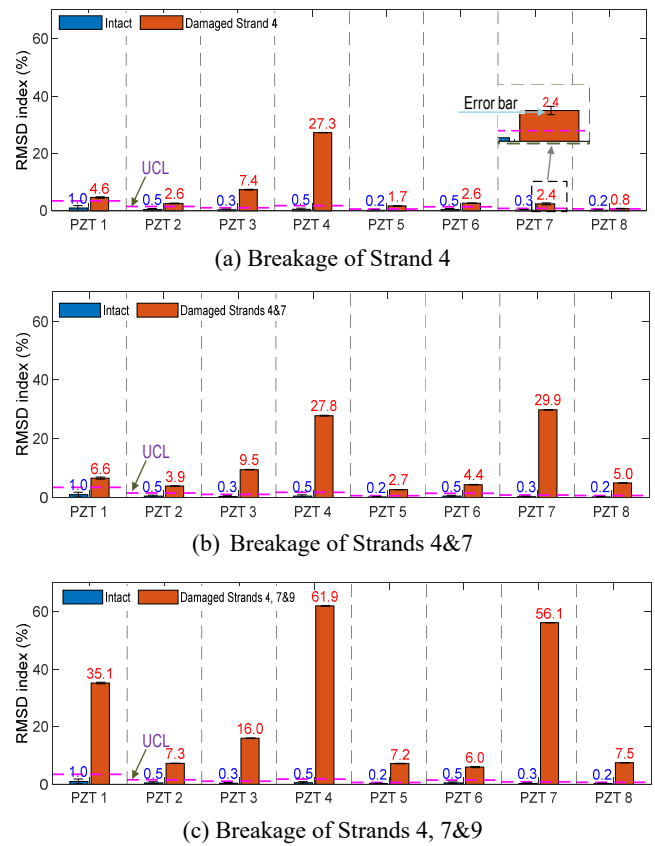 Intact Damaged Strand 4
RMSD index (%)
60
40
20
0
Error bar
2.4
UCL
1.0 4.6 0.5 2.6 0.3 7.4 0.5 27.3 0.2 1.7 0.5 2.6 0.3 2.4 0.2 0.8
PZT 1 PZT 2 PZT 3 PZT 4 PZT 5 PZT 6 PZT 7 PZT 8
(a) Breakage of Strand 4
Intact Damaged Strands 4&7
RMSD index (%)
60
40
20
0
UCL
1.0 6.6 0.5 3.9 0.3 9.5 0.5 27.8 0.2 2.7 0.5 4.4 0.3 29.9 0.2 5.0
PZT 1 PZT 2 PZT 3 PZT 4 PZT 5 PZT 6 PZT 7 PZT 8
(b) Breakage of Strands 4&7
Intact Damaged Strands 4, 7&9
RMSD index (%)
60
40
20
0
UCL
1.0 35.1 0.5 7.3 0.3 16.0 0.5 61.9 0.2 7.2 0.5 6.0 0.3 56.1 0.2 7.5
PZT 1 PZT 2 PZT 3 PZT 4 PZT 5 PZT 6 PZT 7 PZT 8
(c) Breakage of Strands 4, 7&9